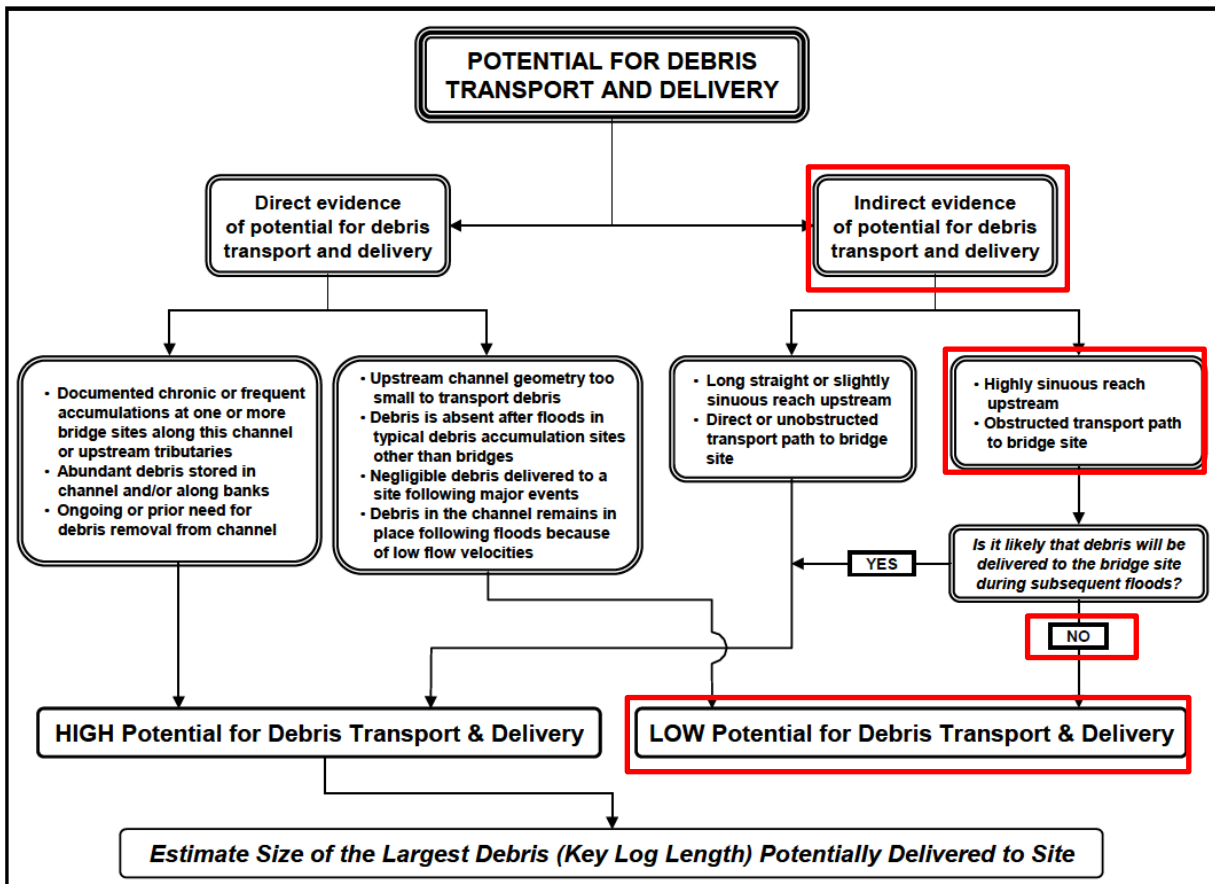 POTENTIAL FOR DEBRIS
TRANSPORT AND DELIVERY
Direct evidence
of potential for debris
transport and delivery
Indirect evidence
of potential for debris
transport and delivery
• Documented chronic or frequent
accumulations at one or more
bridge sites along this channel
or upstream tributaries
• Abundant debris stored in
channel and/or along banks
• Ongoing or prior need for
debris removal from channel
• Upstream channel geometry too
small to transport debris
• Debris is absent after floods in
typical debris accumulation sites
other than bridges
• Negligible debris delivered to a
site following major events
• Debris in the channel remains in
place following floods because
of low flow velocities
• Long straight or slightly
sinuous reach upstream
• Direct or unobstructed
transport path to bridge
site
• Highly sinuous reach
upstream
• Obstructed transport path
to bridge site
Is it likely that debris will be
delivered to the bridge site
during subsequent floods?
YES
NO
HIGH Potential for Debris Transport & Delivery
LOW Potential for Debris Transport & Delivery
Estimate Size of the Largest Debris (Key Log Length) Potentially Delivered to Site